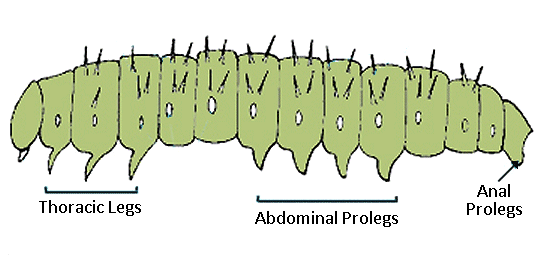 Thoracic Legs
Abdominal Prolegs
Anal
Prolegs